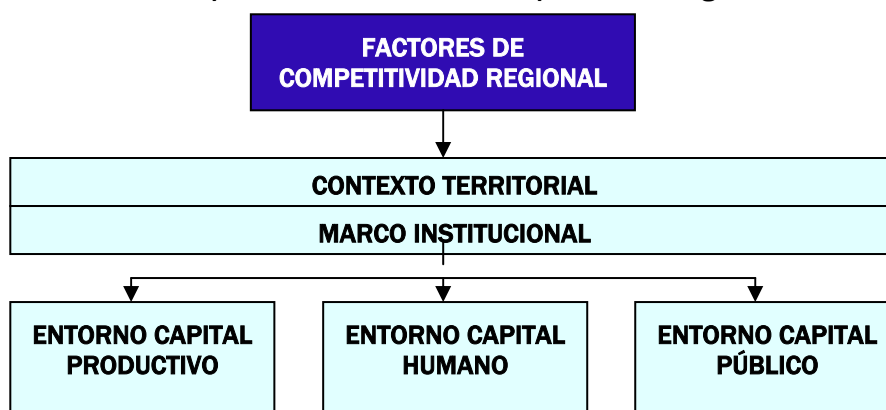 FACTORES DE
COMPETITIVIDAD REGIONAL
CONTEXTO TERRITORIAL
MARCO INSTITUCIONAL
ENTORNO CAPITAL
PRODUCTIVO
ENTORNO CAPITAL
HUMANO
ENTORNO CAPITAL
PÚBLICO